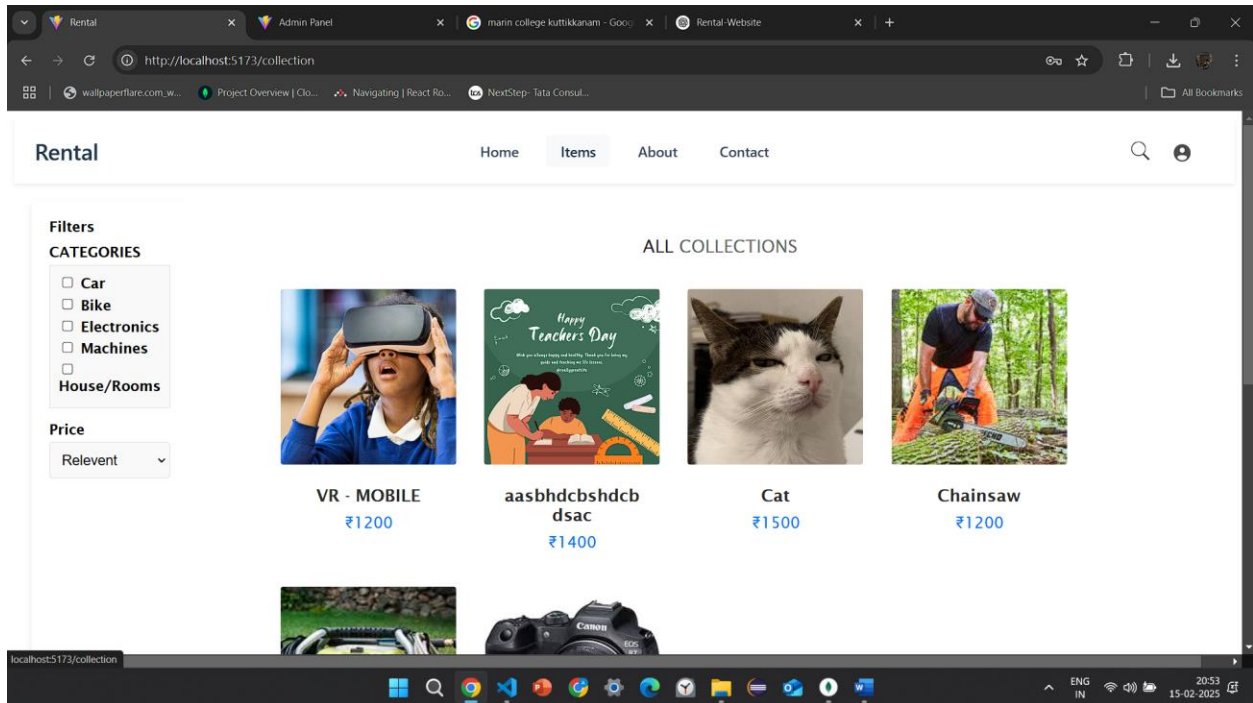 Rental
Admin Panel
marin college kuttikkanam - Goog
Rental-Website
http://localhost:5173/collection
wallpaperflare.com_w...
Project Overview | Clo...
Navigating | React Ro...
tcs
NextStep- Tata Consul...
All Bookmarks
Rental
Home
Items
About
Contact
Filters
CATEGORIES
Car
Bike
Electronics
Machines
House/Rooms
Price
Relevent
ALL COLLECTIONS
Happy
Teachers Day
VR - MOBILE
₹1200
aasbhdcbshdcb
dsac
₹1400
Cat
₹1500
Chainsaw
₹1200
Canon
EOS
localhost:5173/collection
ENG
IN
20:53
15-02-2025